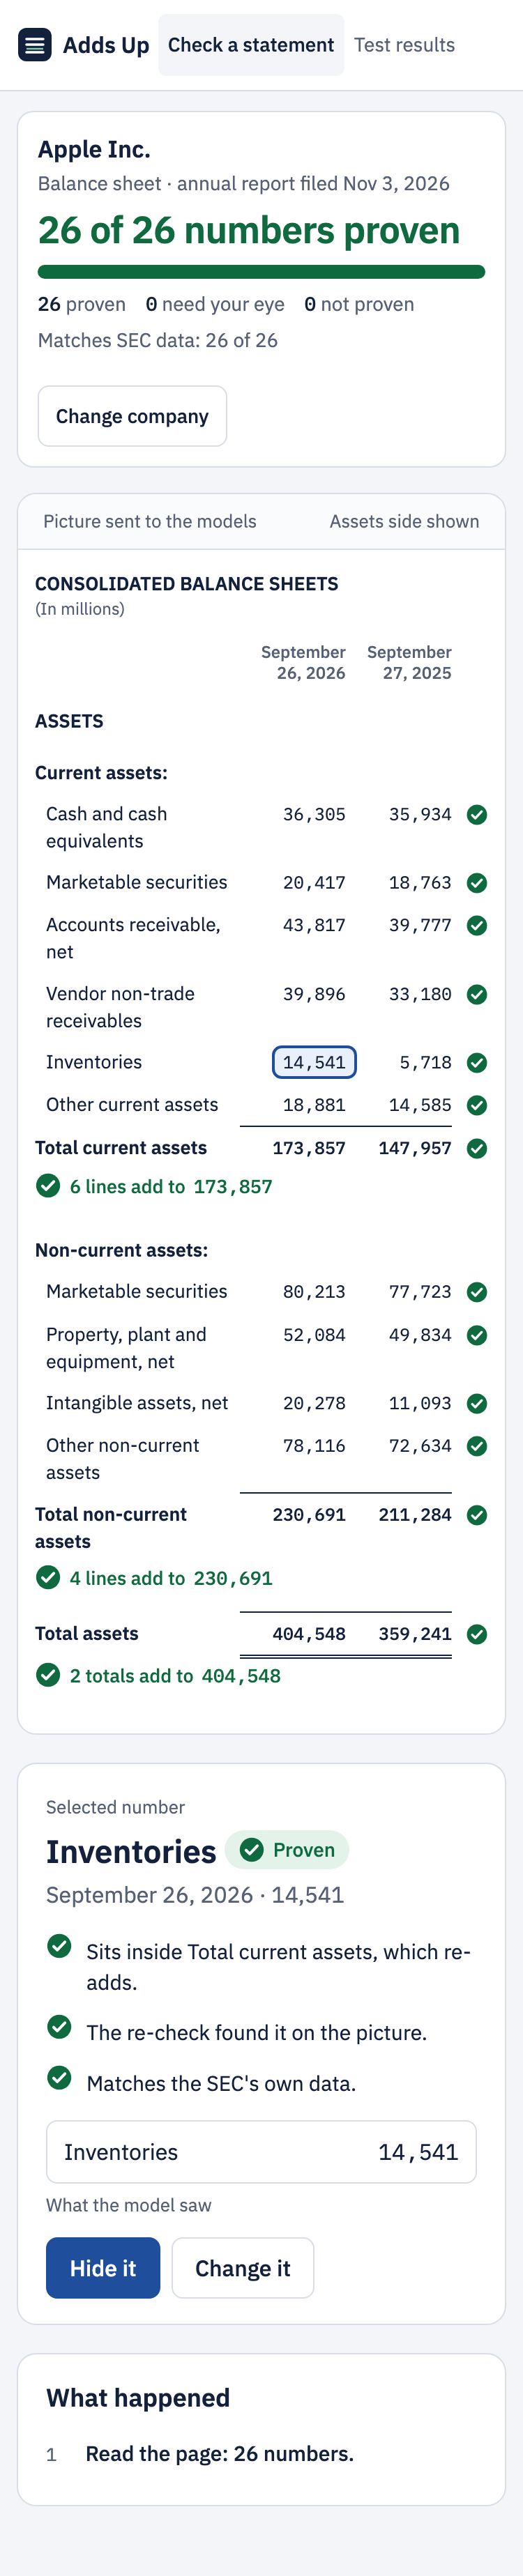 Adds Up Check a statement Test results
Apple Inc.
Balance sheet · annual report filed Nov 3, 2026
26 of 26 numbers proven
26 proven 0 need your eye 0 not proven
Matches SEC data: 26 of 26
Change company
Picture sent to the models Assets side shown
CONSOLIDATED BALANCE SHEETS
(In millions)
September September
26, 2026 27, 2025
ASSETS
Current assets:
Cash and cash 36,305 35,934
equivalents
Marketable securities 20,417 18,763
Accounts receivable, 43,817 39,777
net
Vendor non-trade 39,896 33,180
receivables
Inventories 14,541 5,718
Other current assets 18,881 14,585
Total current assets 173,857 147,957
6 lines add to 173,857
Non-current assets:
Marketable securities 80,213 77,723
Property, plant and 52,084 49,834
equipment, net
Intangible assets, net 20,278 11,093
Other non-current 78,116 72,634
assets
Total non-current 230,691 211,284
assets
4 lines add to 230,691
Total assets 404,548 359,241
2 totals add to 404,548
Selected number
Inventories Proven
September 26, 2026 · 14,541
Sits inside Total current assets, which re-
adds.
The re-check found it on the picture.
Matches the SEC's own data.
Inventories 14,541
What the model saw
Hide it Change it
What happened
1 Read the page: 26 numbers.